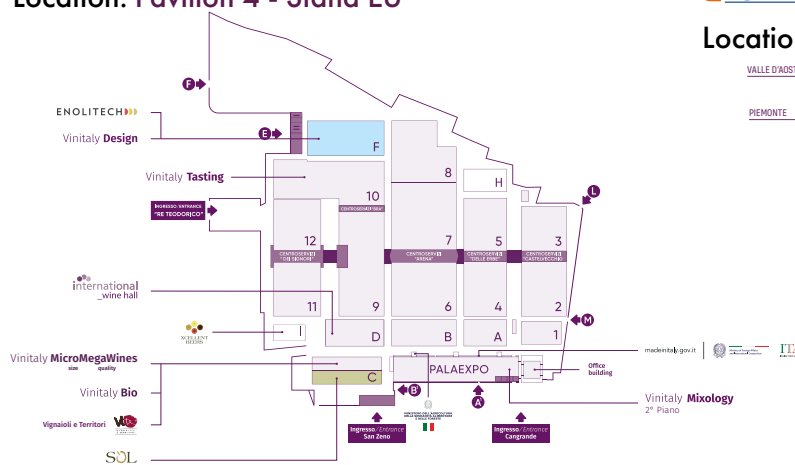 Location: Pavilion 4 - Stand E6
Locatio
VALLE D'AOST
PIEMONTE
F
ENOLITECH
Vinitaly Design
E
F
Vinitaly Tasting
8
H
L
10
CENTROSERVIZI
INGRESSO/ENTRANCE
"RE TEODORICO"
12
7
5
3
CENTROSERVIZI
"DEI SIGNORI"
CENTROSERVIZI
"ARENA"
CENTROSERVIZI
"DELLE ERBE"
CENTROSERVIZI
"CASTELVECCHIO"
international
_wine hall
11
9
6
4
2
M
XCELLENT
BEERS
I
D
B
A
1
madeinitaly.gov.it
ITA
Vinitaly MicroMegaWines
size quality
C
PALAEXPO
Office
building
Vinitaly Bio
B
A
Vinitaly Mixology
2° Piano
Vignaioli e Territori
Ingresso/Entrance
San Zeno
Ingresso/Entrance
Cangrande
SOL